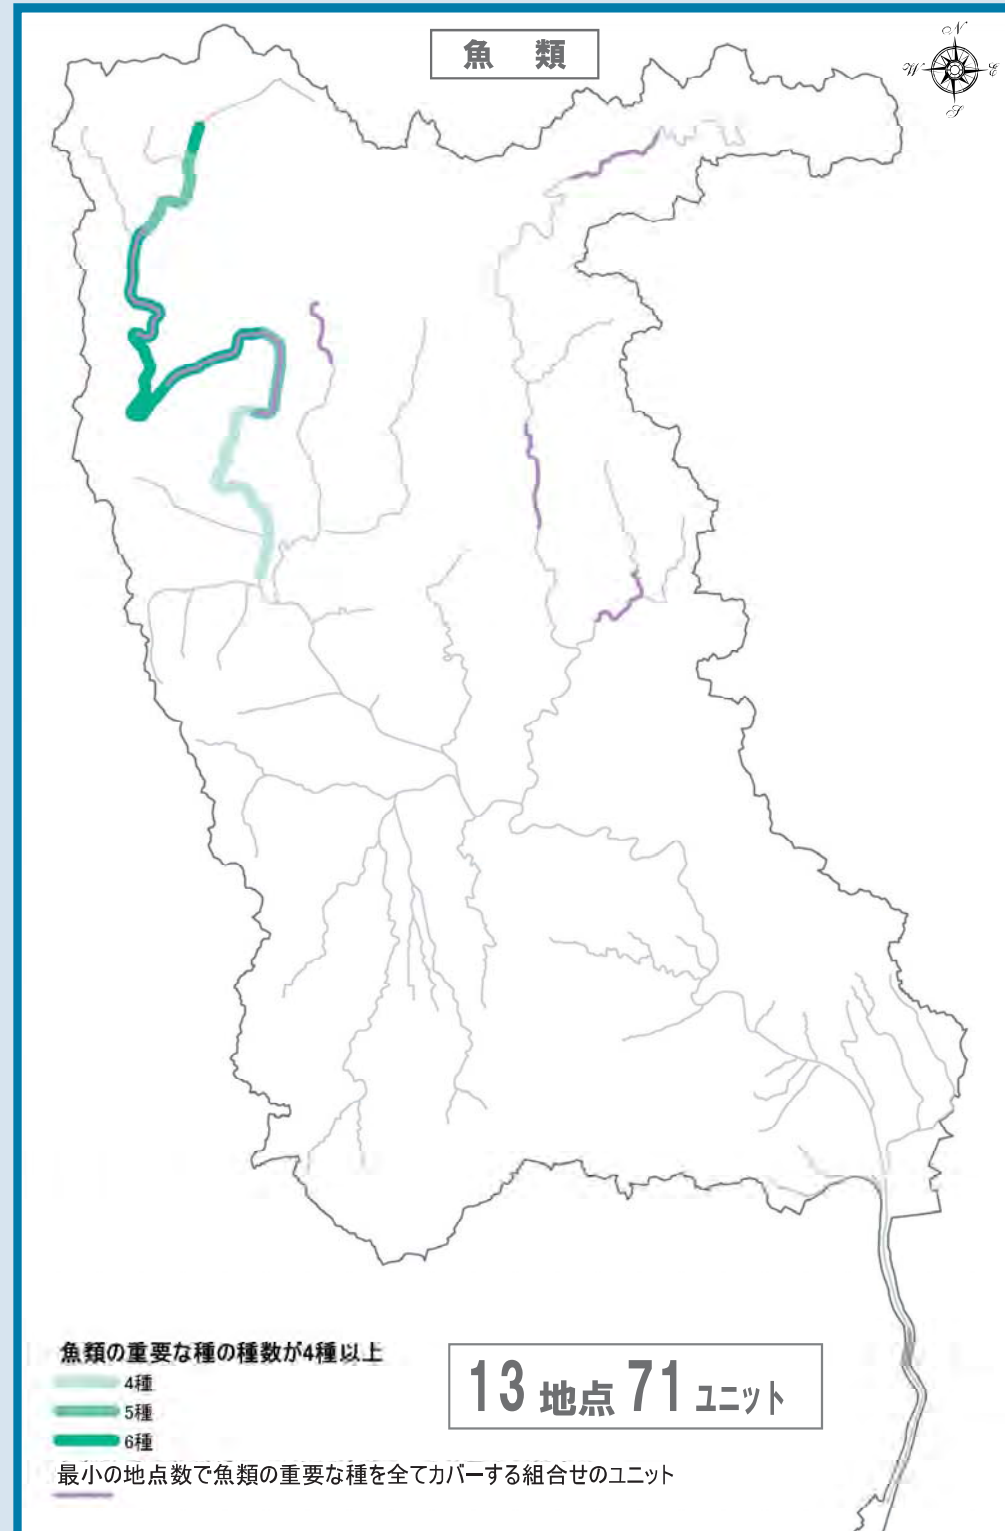 魚 類
N
W E
S
魚類の重要な種の種数が4種以上
4種
5種
6種
最小の地点数で魚類の重要な種を全てカバーする組合せのユニット
13 地点 71 ユニット